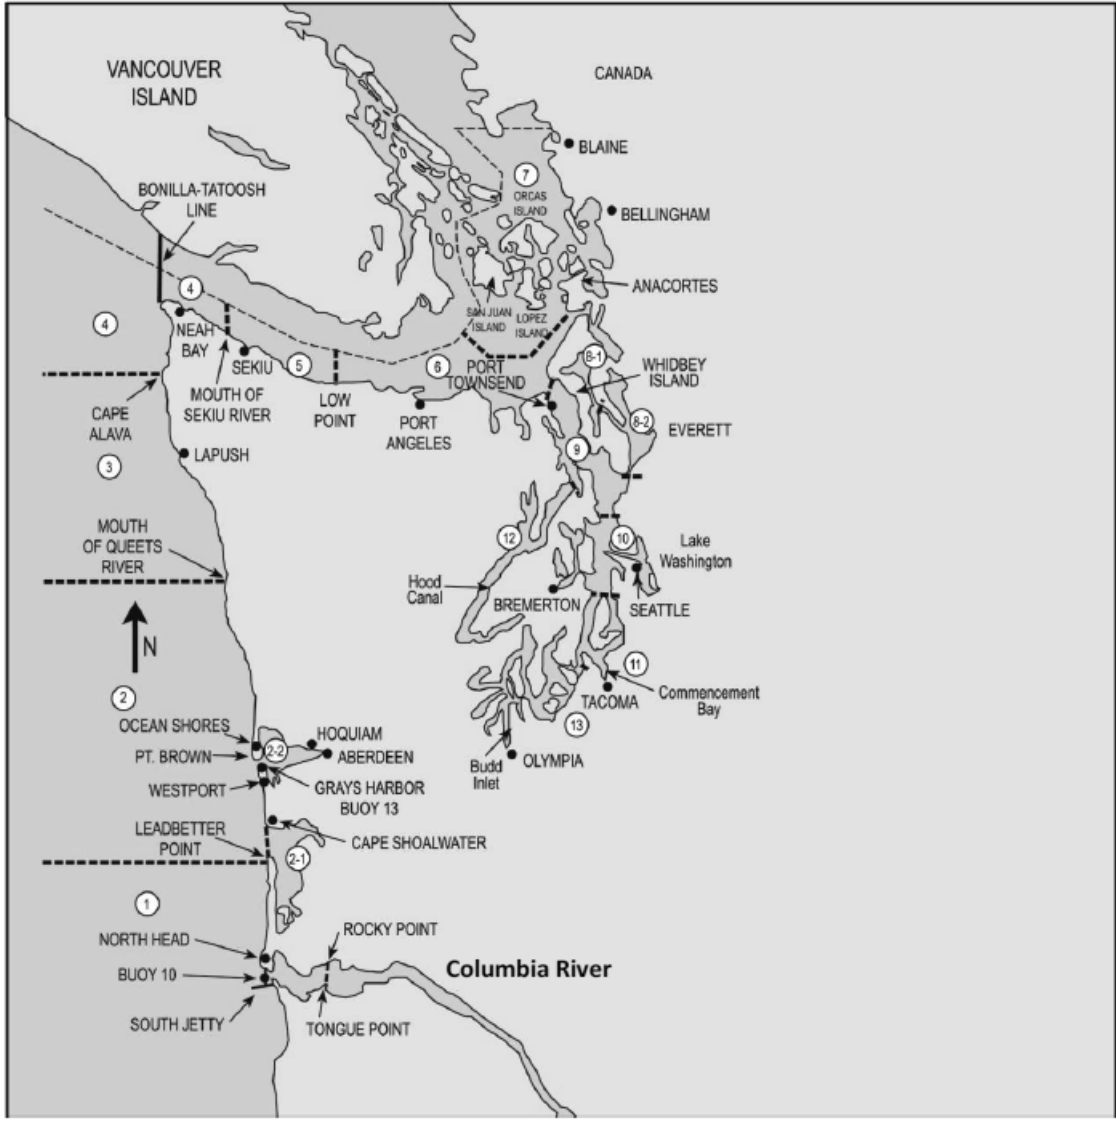 VANCOUVER
ISLAND
CANADA
BLAINE
7
ORCAS
ISLAND
BONILLA-TATOOSH
LINE
BELLINGHAM
4
ANACORTES
4
SAN JUAN
ISLAND
LOPEZ
ISLAND
NEAH
BAY
SEKIU
5
6
PORT
TOWNSEND
8-1
WHIDBEY
ISLAND
MOUTH OF
SEKIU RIVER
LOW
POINT
PORT
ANGELES
CAPE
ALAVA
8-2
EVERETT
LAPUSH
3
9
MOUTH
OF QUEETS
RIVER
12
10
Lake
Washington
Hood
Canal
BREMERTON
SEATTLE
N
11
2
TACOMA
Commencement
Bay
13
OCEAN SHORES
HOQUIAM
2-2
PT. BROWN
ABERDEEN
Budd
Inlet
OLYMPIA
WESTPORT
GRAYS HARBOR
BUOY 13
LEADBETTER
POINT
CAPE SHOALWATER
2-1
1
NORTH HEAD
ROCKY POINT
BUOY 10
Columbia River
SOUTH JETTY
TONGUE POINT